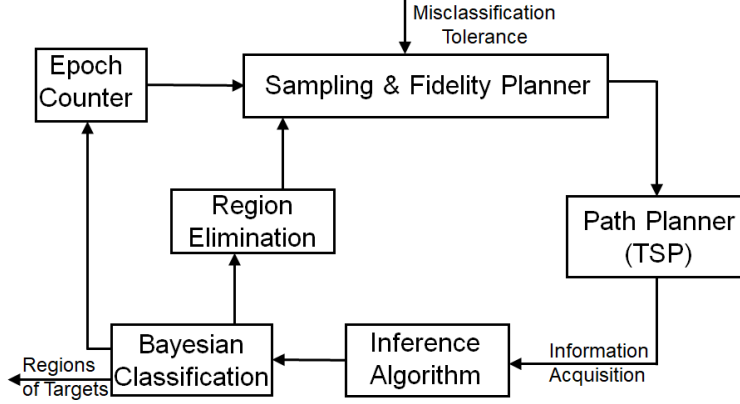 Misclassification
Tolerance
Epoch
Counter
Sampling & Fidelity Planner
Region
Elimination
Path Planner
(TSP)
Bayesian
Classification
Inference
Algorithm
Information
Acquisition
Regions
of Targets